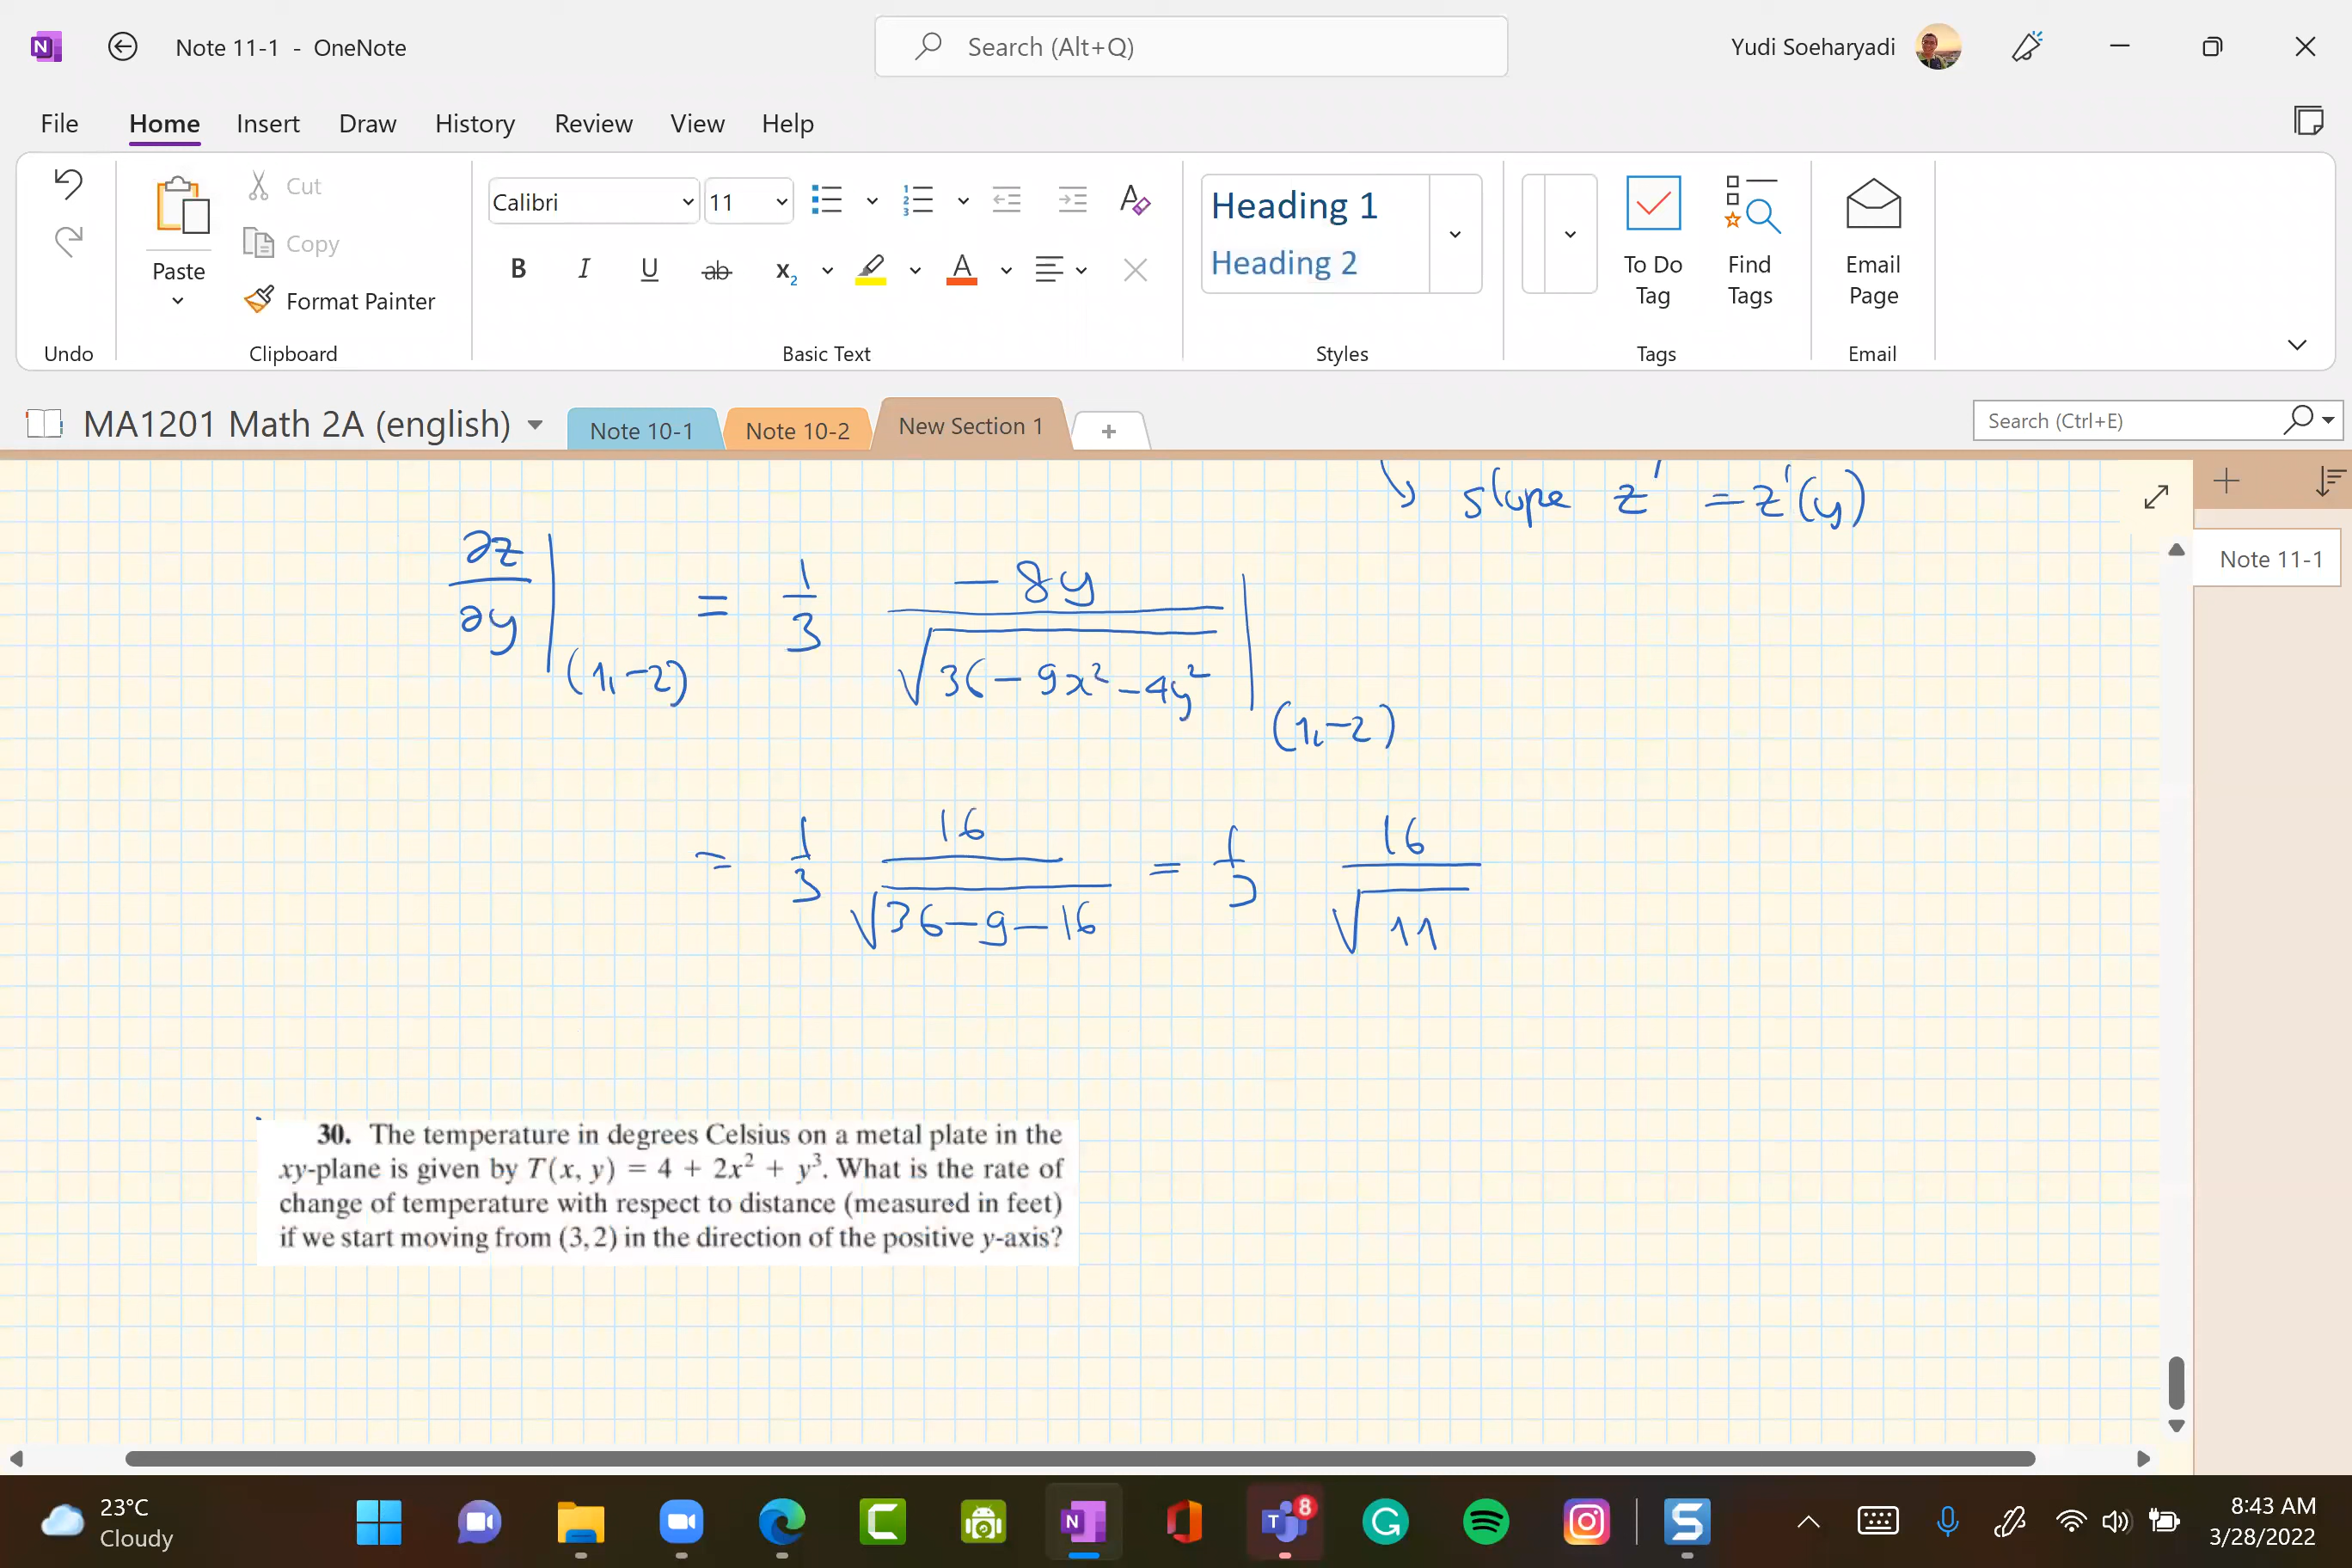 Note 11-1 - OneNote
Search (Alt+Q)
Yudi Soeharyadi
File Home Insert Draw History Review View Help
Undo
Paste
Cut
Copy
Format Painter
Clipboard
Calibri 11
B I U ab x₂ A
Basic Text
Heading 1
Heading 2
Styles
To Do Tag
Find Tags
Tags
Email Page
Email
MA1201 Math 2A (english)
Note 10-1
Note 10-2
New Section 1
+
Search (Ctrl+E)
Note 11-1
↳ slope z' = z'(y)
∂z/∂y |(1,-2) = 1/3 -8y/√(36-9x²-4y²) |(1,-2)
= 1/3 16/√(36-9-16) = 1/3 16/√11
30. The temperature in degrees Celsius on a metal plate in the
xy-plane is given by T(x, y) = 4 + 2x² + y³. What is the rate of
change of temperature with respect to distance (measured in feet)
if we start moving from (3, 2) in the direction of the positive y-axis?
23°C
Cloudy
8
8:43 AM
3/28/2022